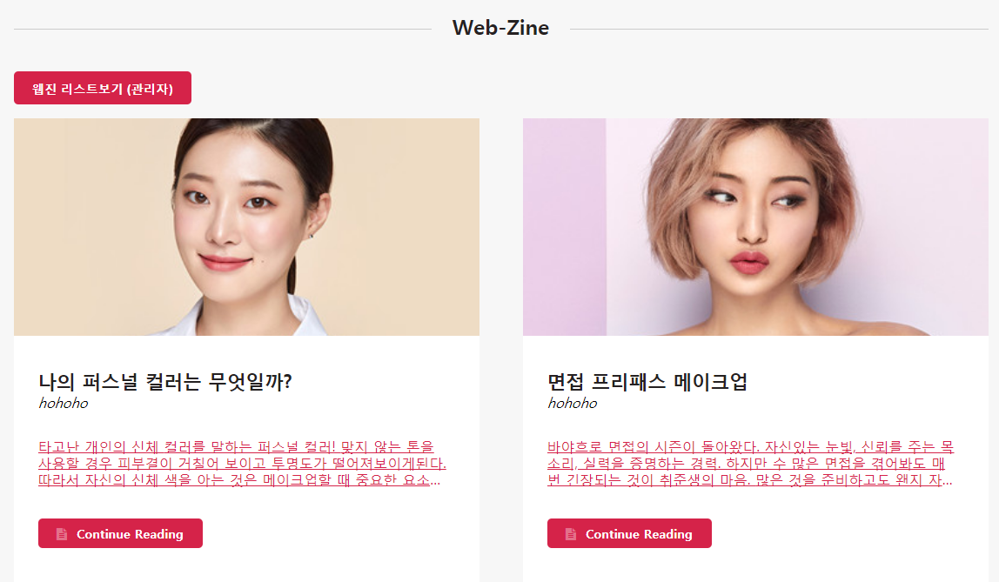 Web-Zine
웹진 리스트보기 (관리자)
나의 퍼스널 컬러는 무엇일까?
hohoho
타고난 개인의 신체 컬러를 말하는 퍼스널 컬러! 맞지 않는 톤을
사용할 경우 피부결이 거칠어 보이고 투명도가 떨어져보이게된다.
따라서 자신의 신체 색을 아는 것은 메이크업할 때 중요한 요소...
Continue Reading
면접 프리패스 메이크업
hohoho
바야흐로 면접의 시즌이 돌아왔다. 자신있는 눈빛, 신뢰를 주는 목
소리, 실력을 증명하는 경력. 하지만 수 많은 면접을 겪어봐도 매
번 긴장되는 것이 취준생의 마음. 많은 것을 준비하고도 왠지 자...
Continue Reading